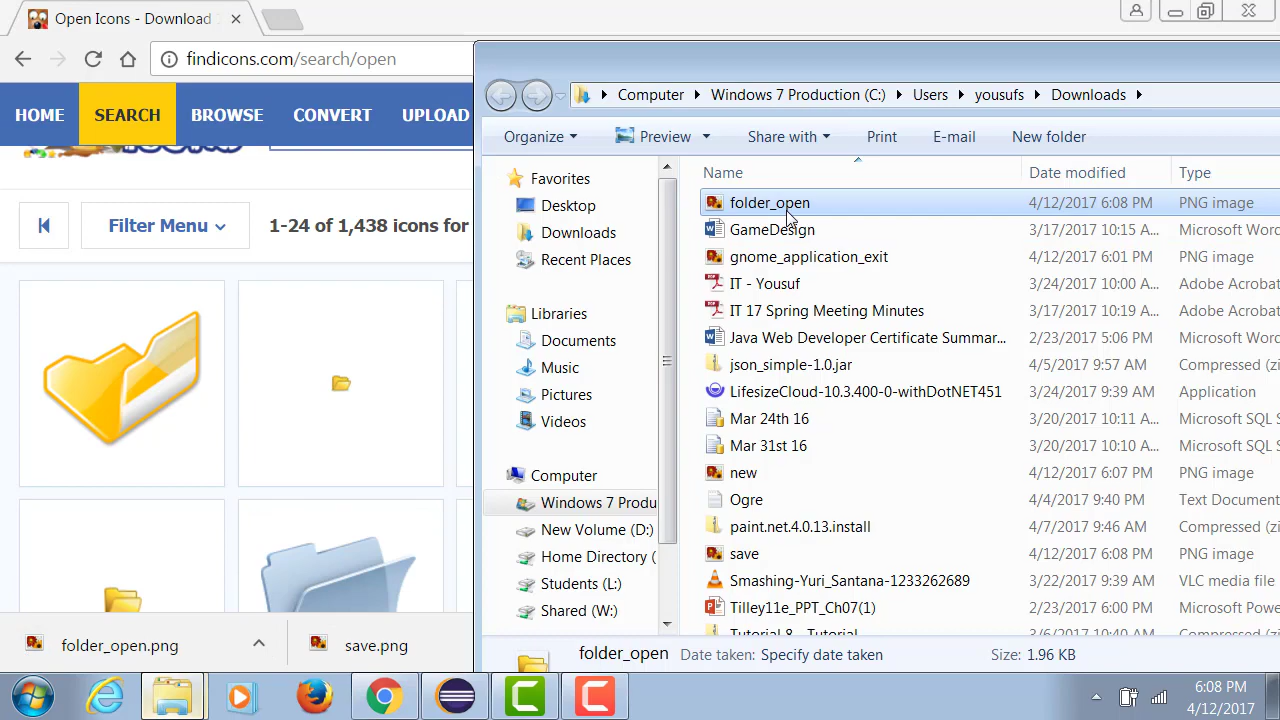 Open Icons - Download
findicons.com/search/open
HOME SEARCH BROWSE CONVERT UPLOAD
Filter Menu
1-24 of 1,438 icons for
folder_open.png
save.png
Computer Windows 7 Production (C:) Users yousufs Downloads
Organize Preview Share with Print E-mail New folder
Favorites
Desktop
Downloads
Recent Places
Libraries
Documents
Music
Pictures
Videos
Computer
Windows 7 Produ
New Volume (D:)
Home Directory (
Students (L:)
Shared (W:)
Name Date modified Type
folder_open 4/12/2017 6:08 PM PNG image
GameDesign 3/17/2017 10:15 A... Microsoft Word
gnome_application_exit 4/12/2017 6:01 PM PNG image
IT - Yousuf 3/24/2017 10:00 A... Adobe Acrobat
IT 17 Spring Meeting Minutes 3/17/2017 10:19 A... Adobe Acrobat
Java Web Developer Certificate Summar... 2/23/2017 5:06 PM Microsoft Word
json_simple-1.0.jar 4/5/2017 9:57 AM Compressed (z
LifesizeCloud-10.3.400-0-withDotNET451 3/24/2017 9:39 AM Application
Mar 24th 16 3/20/2017 10:11 A... Microsoft SQL S
Mar 31st 16 3/20/2017 10:10 A... Microsoft SQL S
new 4/12/2017 6:08 PM PNG image
Ogre 4/4/2017 9:40 PM Text Document
paint.net.4.0.13.install 4/7/2017 9:46 AM Compressed (z
save 4/12/2017 6:08 PM PNG image
Smashing-Yuri_Santana-1233262689 3/22/2017 9:39 AM VLC media file
Tilley11e_PPT_Ch07(1) 2/23/2017 6:00 PM Microsoft Powe
Tutorial 8 - Tutorial 3/6/2017 10:40 AM Compressed (z
folder_open Date taken: Specify date taken Size: 1.96 KB
6:08 PM
4/12/2017